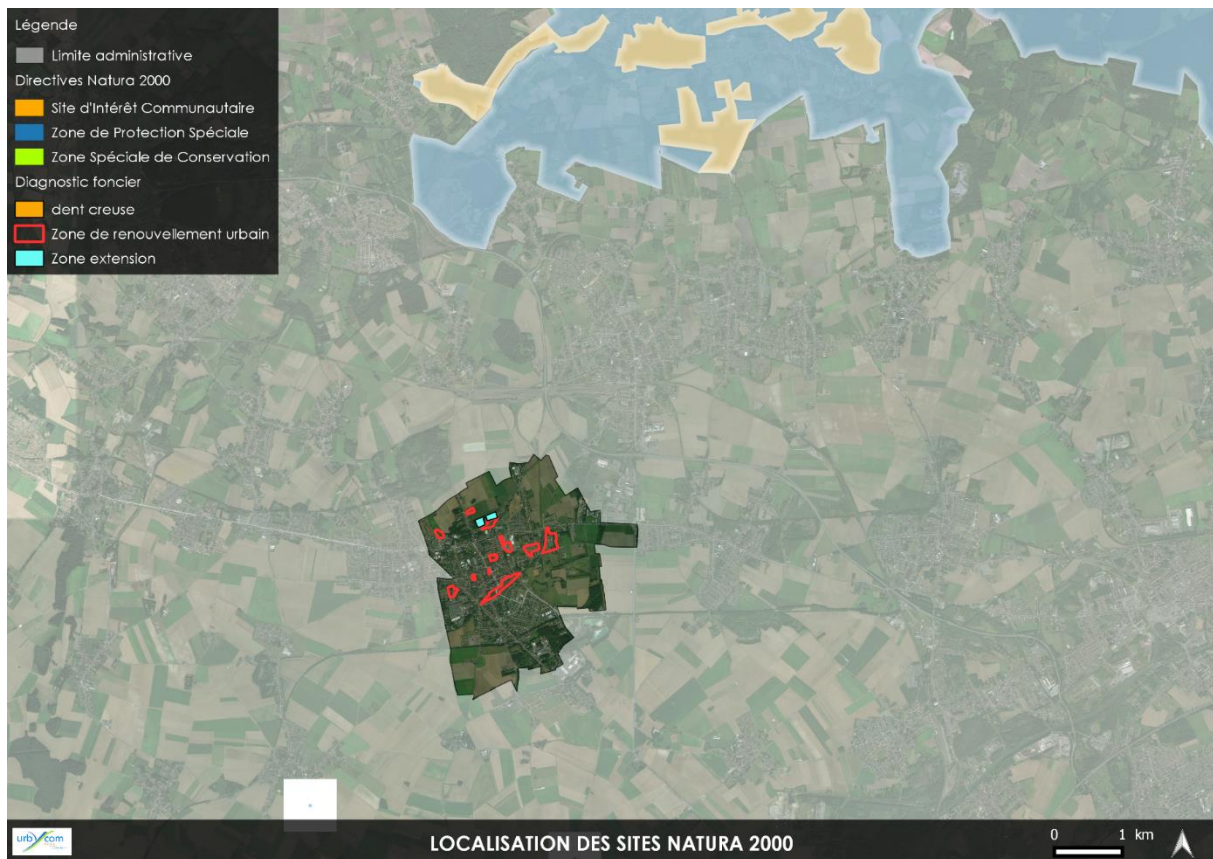 Légende
Limite administrative
Directives Natura 2000
Site d'Intérêt Communautaire
Zone de Protection Spéciale
Zone Spéciale de Conservation
Diagnostic foncier
dent creuse
Zone de renouvellement urbain
Zone extension
urbycom
LOCALISATION DES SITES NATURA 2000
0 1 km